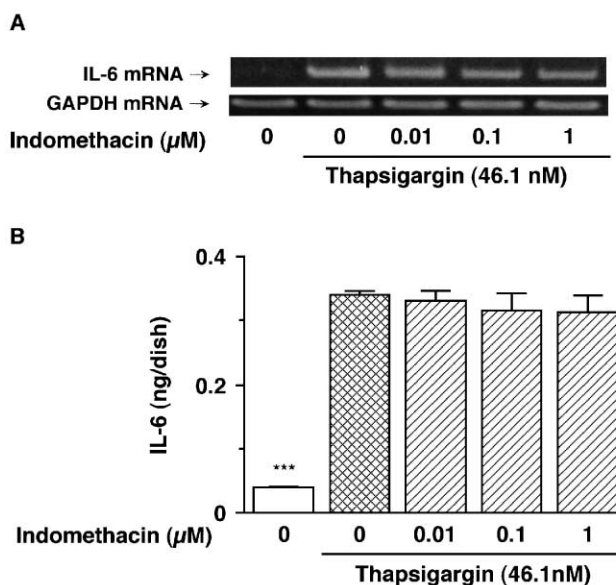 A
IL-6 mRNA →
GAPDH mRNA →
Indomethacin (µM) 0 0 0.01 0.1 1
Thapsigargin (46.1 nM)
B
0.4
0.2
0
IL-6 (ng/dish)
***
Indomethacin (µM) 0 0 0.01 0.1 1
Thapsigargin (46.1nM)